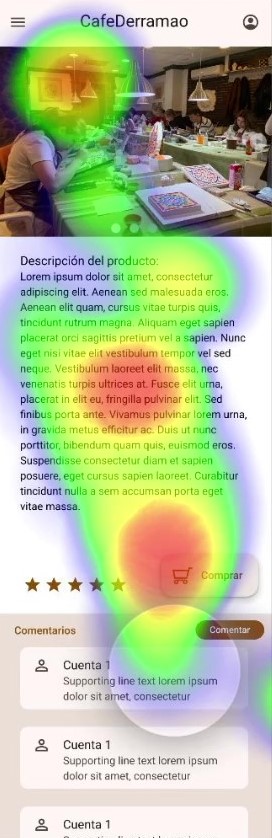 CafeDerramao
Descripción del producto:
Lorem ipsum dolor sit amet, consectetur
adipiscing elit. Aenean sed malesuada eros.
Aenean elit quam, cursus vitae turpis quis,
tincidunt rutrum magna. Aliquam eget sapien
placerat orci sagittis pretium vel a sapien. Nunc
eget nisi vitae elit vestibulum tempor vel sed
neque. Vestibulum laoreet elit massa, nec
venenatis turpis ultrices at. Fusce elit urna,
placerat in elit eu, fringilla pulvinar elit. Sed
finibus porta ante. Vivamus pulvinar lorem urna,
in gravida metus efficitur ac. Duis ut nunc
porttitor, bibendum quam quis, euismod eros.
Suspendisse consectetur diam et sapien
posuere, eget cursus sapien laoreet. Curabitur
tincidunt nulla a sem accumsan porta eget
vitae massa.
Comprar
Comentarios
Comentar
Cuenta 1
Supporting line text lorem ipsum
dolor sit amet, consectetur
Cuenta 1
Supporting line text lorem ipsum
dolor sit amet, consectetur
Cuenta 1
Supporting line text lorem ipsum